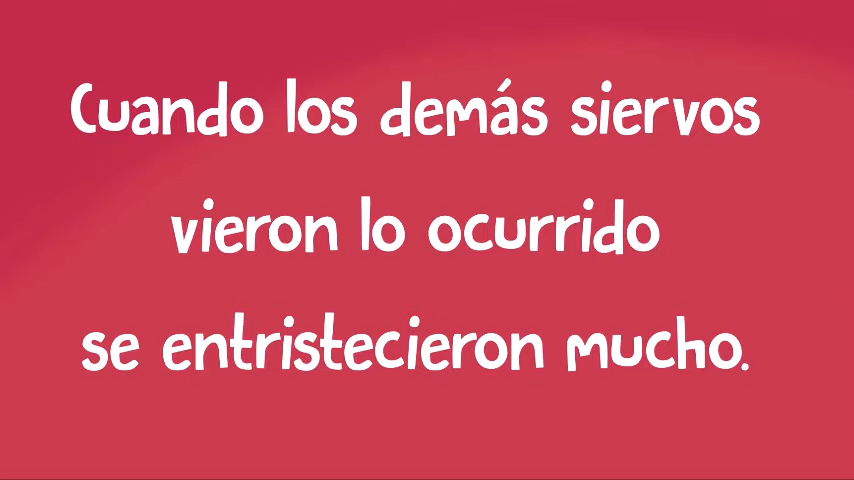 Cuando los demás siervos
vieron lo ocurrido
se entristecieron mucho.